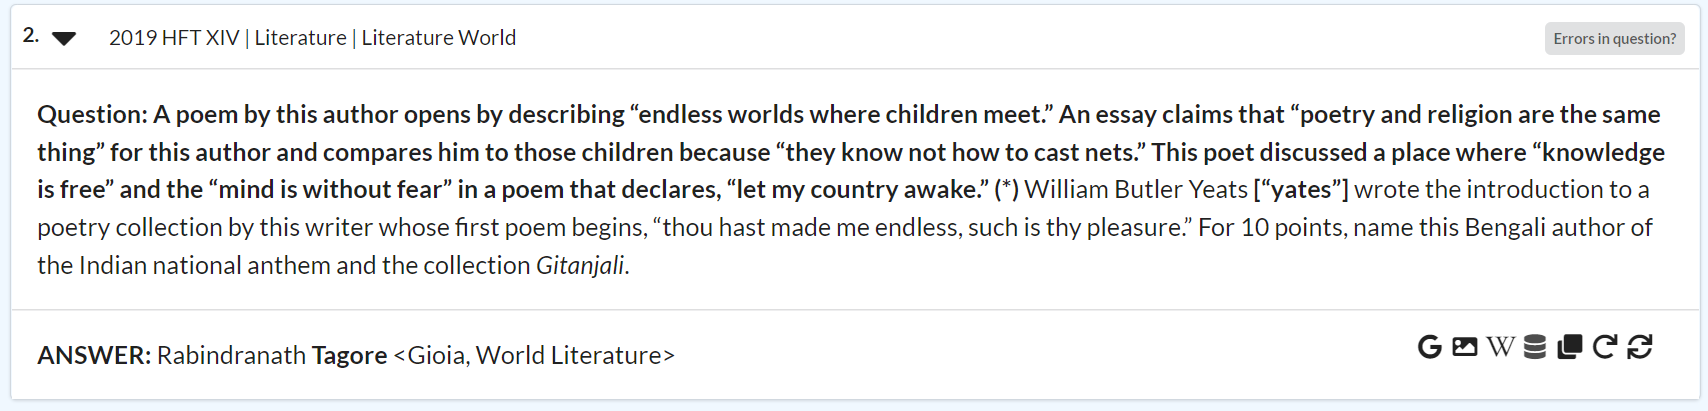 2. 2019 HFT XIV | Literature | Literature World
Errors in question?
Question: A poem by this author opens by describing “endless worlds where children meet.” An essay claims that “poetry and religion are the same
thing” for this author and compares him to those children because “they know not how to cast nets.” This poet discussed a place where “knowledge
is free” and the “mind is without fear” in a poem that declares, “let my country awake.” (*) William Butler Yeats [“yates”] wrote the introduction to a
poetry collection by this writer whose first poem begins, “thou hast made me endless, such is thy pleasure.” For 10 points, name this Bengali author of
the Indian national anthem and the collection Gitanjali.
ANSWER: Rabindranath Tagore <Gioia, World Literature>
G W